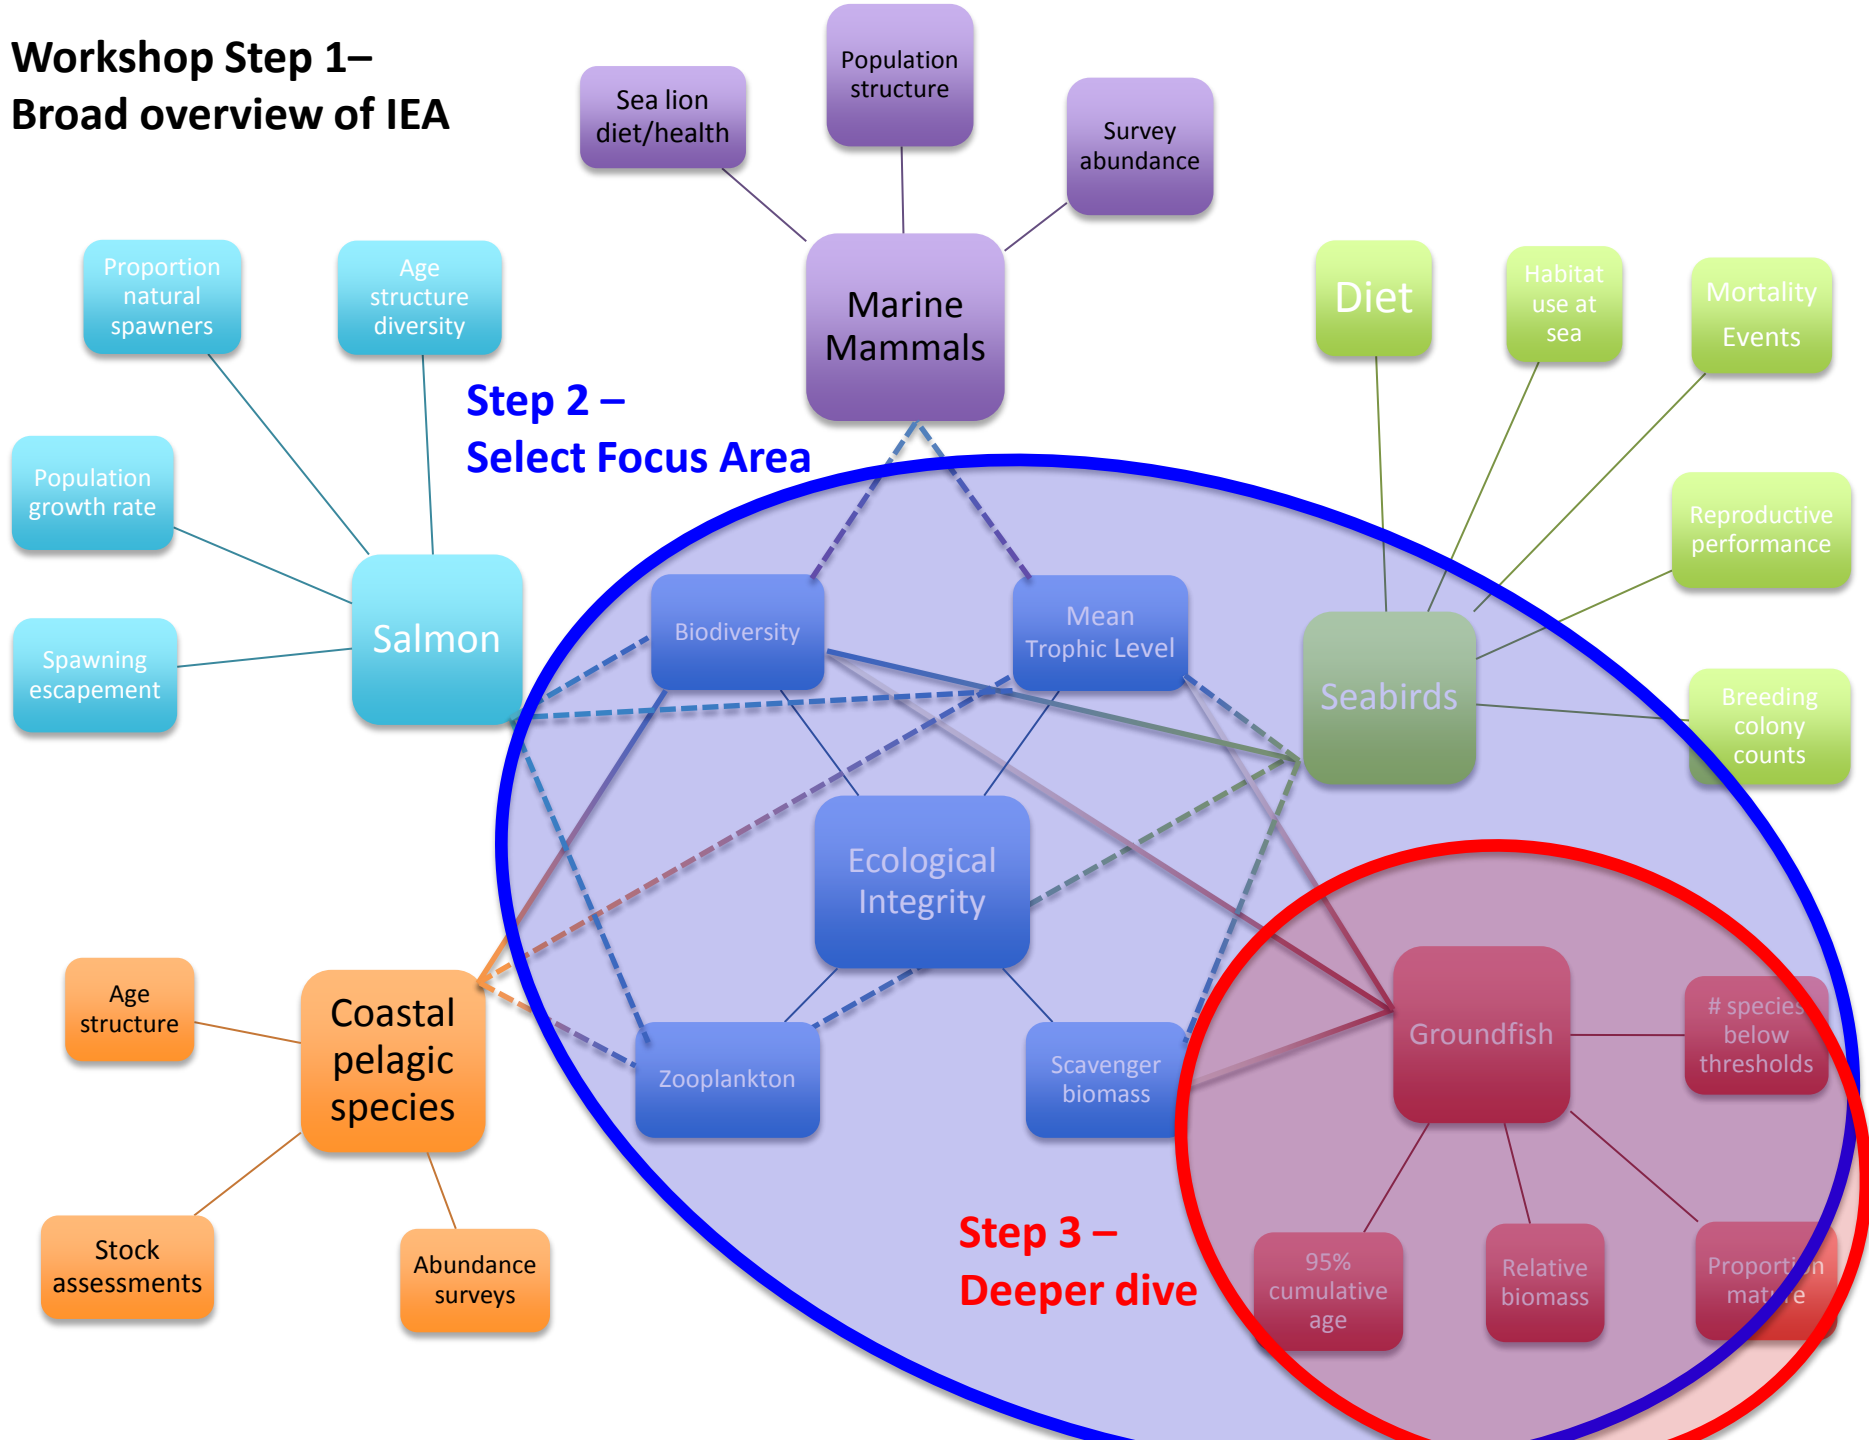 Workshop Step 1–
Broad overview of IEA
Sea lion
diet/health
Population
structure
Survey
abundance
Marine
Mammals
Proportion
natural
spawners
Age
structure
diversity
Population
growth rate
Spawning
escapement
Salmon
Step 2 –
Select Focus Area
Diet
Habitat
use at
sea
Mortality
Events
Reproductive
performance
Breeding
colony
counts
Seabirds
Biodiversity
Mean
Trophic Level
Ecological
Integrity
Zooplankton
Scavenger
biomass
Age
structure
Coastal
pelagic
species
Stock
assessments
Abundance
surveys
Groundfish
# species
below
thresholds
Step 3 –
Deeper dive
95%
cumulative
age
Relative
biomass
Proportion
mature